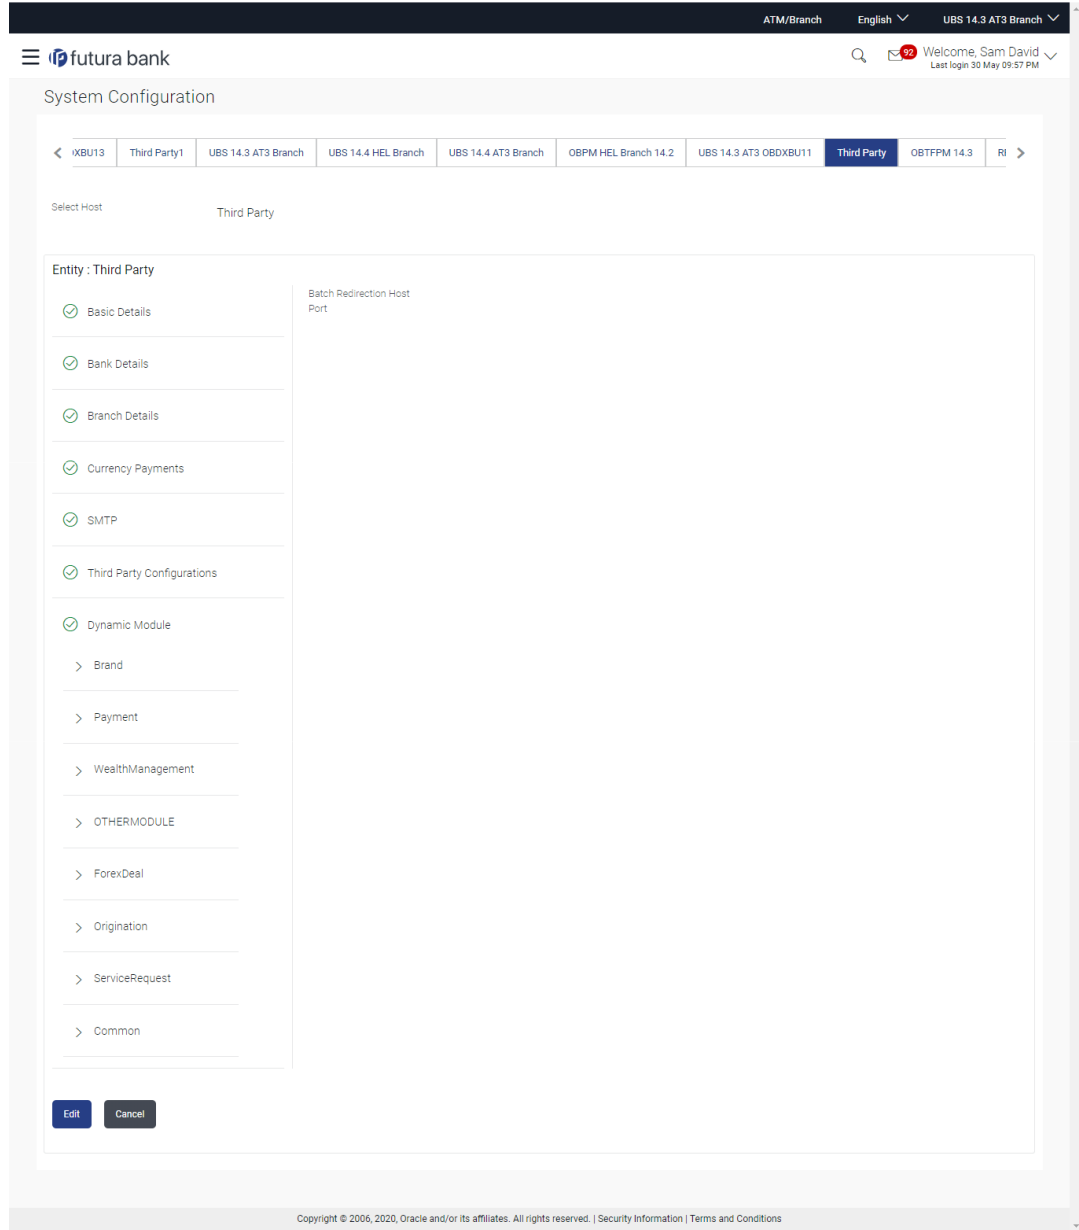 ATM/Branch English UBS 14.3 AT3 Branch
futura bank 92 Welcome, Sam David
Last login 30 May 09:57 PM
System Configuration
Third Party1 UBS 14.3 AT3 Branch UBS 14.4 HEL Branch UBS 14.4 AT3 Branch OBPM HEL Branch 14.2 UBS 14.3 AT3 OBDXBU11 Third Party OBTFPM 14.3
Select Host Third Party
Entity : Third Party
Batch Redirection Host
Port
Basic Details
Bank Details
Branch Details
Currency Payments
SMTP
Third Party Configurations
Dynamic Module
Brand
Payment
WealthManagement
OTHERMODULE
ForexDeal
Origination
ServiceRequest
Common
Edit Cancel
Copyright © 2006, 2020, Oracle and/or its affiliates. All rights reserved. | Security Information | Terms and Conditions